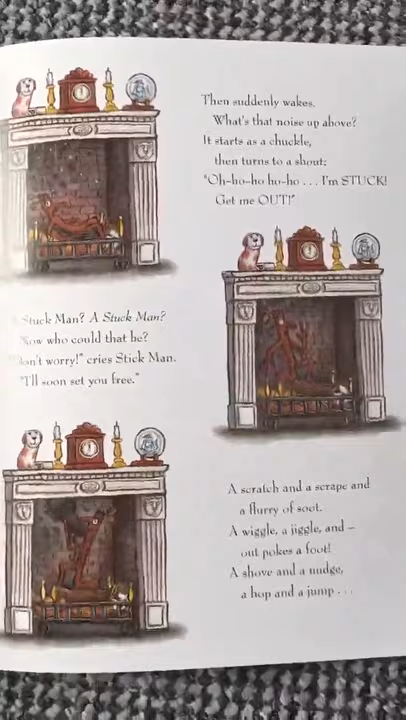 Then suddenly wakes.
What's that noise up above?
It starts as a chuckle,
then turns to a shout:
"Oh-ho-ho ho-ho . . . I'm STUCK!
Get me OUT!"
Stuck Man? A Stuck Man?
Now who could that be?
"Don't worry!" cries Stick Man.
"I'll soon set you free."
A scratch and a scrape and
a flurry of soot.
A wiggle, a jiggle, and –
out pokes a foot!
A shove and a nudge,
a hop and a jump . . .